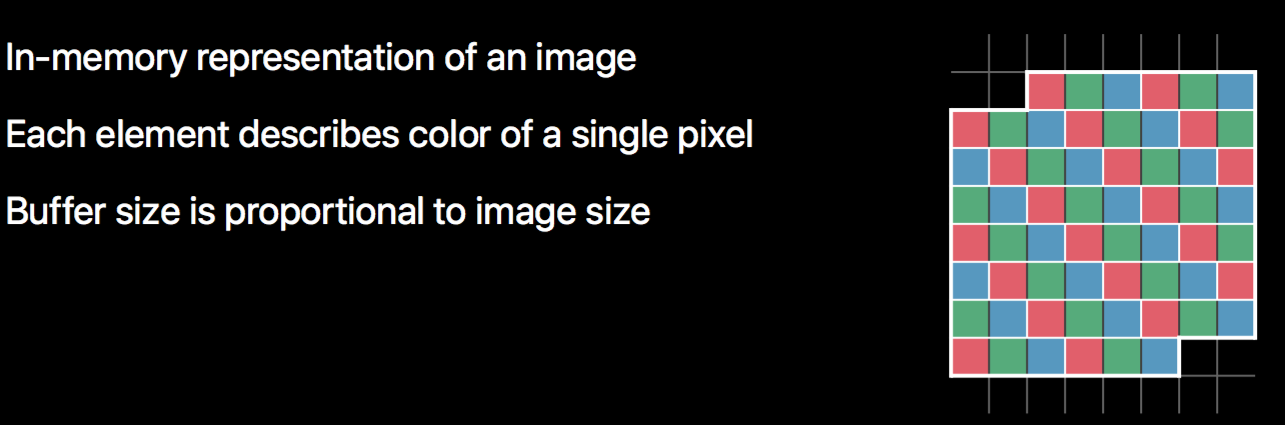 In-memory representation of an image
Each element describes color of a single pixel
Buffer size is proportional to image size